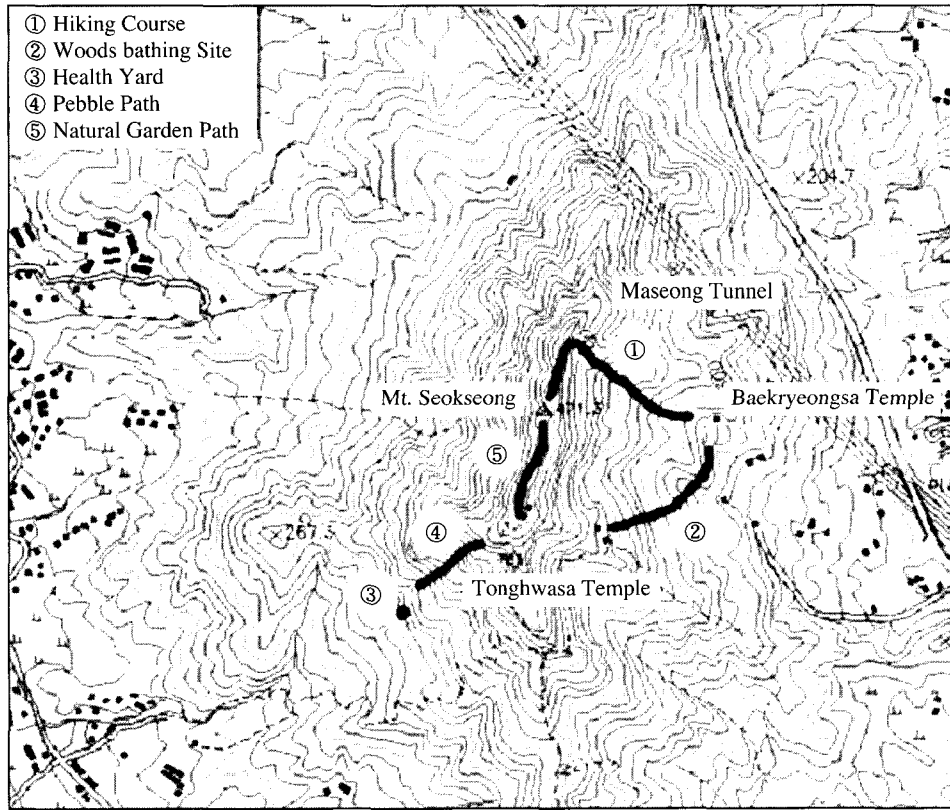 ① Hiking Course
② Woods bathing Site
③ Health Yard
④ Pebble Path
⑤ Natural Garden Path
×204.7
Maseong Tunnel
①
Mt. Seokseong
Baekryeongsa Temple
⑤
④
×267.5
②
③
Tonghwasa Temple